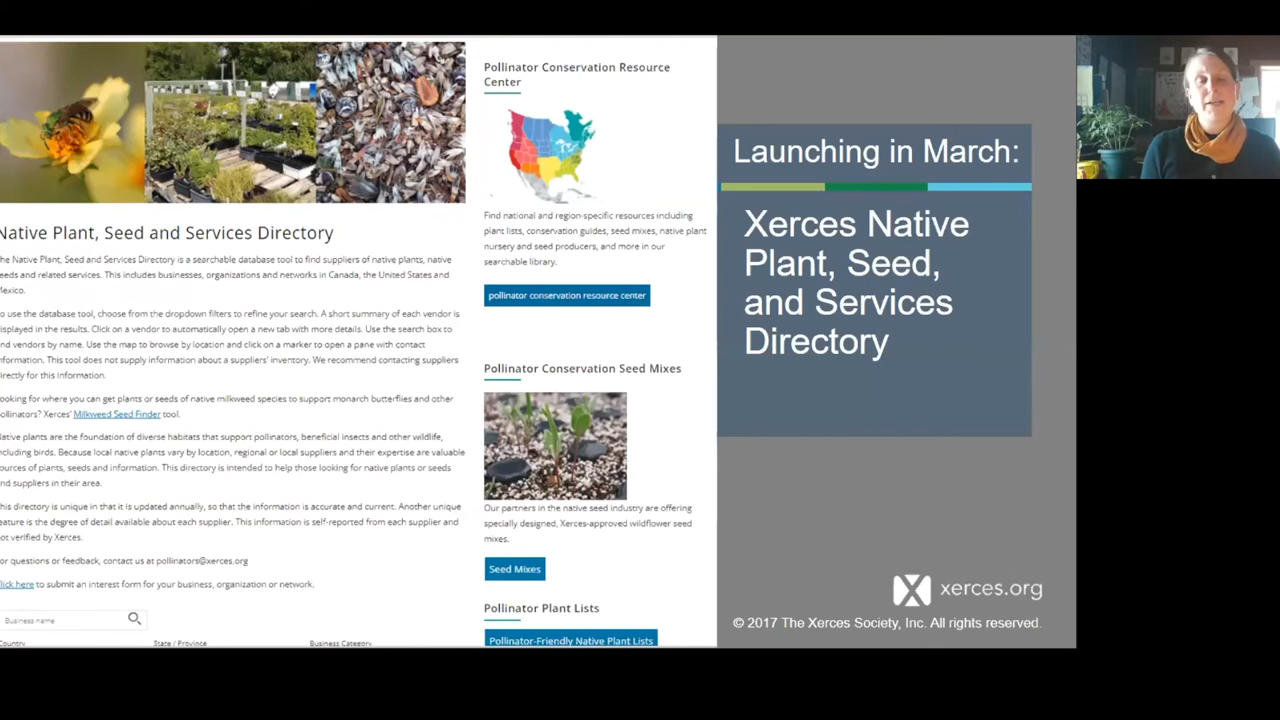 Native Plant, Seed and Services Directory
he Native Plant, Seed and Services Directory is a searchable database tool to find suppliers of native plants, native
eeds and related services. This includes businesses, organizations and networks in Canada, the United States and
Mexico.
o use the database tool, choose from the dropdown filters to refine your search. A short summary of each vendor is
isplayed in the results. Click on a vendor to automatically open a new tab with more details. Use the search box to
nd vendors by name. Use the map to browse by location and click on a marker to open a pane with contact
nformation. This tool does not supply information about a suppliers' inventory. We recommend contacting suppliers
irectly for this information.
ooking for where you can get plants or seeds of native milkweed species to support monarch butterflies and other
ollinators? Xerces' Milkweed Seed Finder tool.
ative plants are the foundation of diverse habitats that support pollinators, beneficial insects and other wildlife,
ncluding birds. Because local native plants vary by location, regional or local suppliers and their expertise are valuable
ources of plants, seeds and information. This directory is intended to help those looking for native plants or seeds
nd suppliers in their area.
his directory is unique in that it is updated annually, so that the information is accurate and current. Another unique
eature is the degree of detail available about each supplier. This information is self-reported from each supplier and
ot verified by Xerces.
or questions or feedback, contact us at pollinators@xerces.org
lick here to submit an interest form for your business, organization or network.
Business name
Country State / Province Business Category
Pollinator Conservation Resource
Center
Find national and region-specific resources including
plant lists, conservation guides, seed mixes, native plant
nursery and seed producers, and more in our
searchable library.
pollinator conservation resource center
Pollinator Conservation Seed Mixes
Our partners in the native seed industry are offering
specially designed, Xerces-approved wildflower seed
mixes.
Seed Mixes
Pollinator Plant Lists
Pollinator-Friendly Native Plant Lists
Launching in March:
Xerces Native
Plant, Seed,
and Services
Directory
xerces.org
© 2017 The Xerces Society, Inc. All rights reserved.